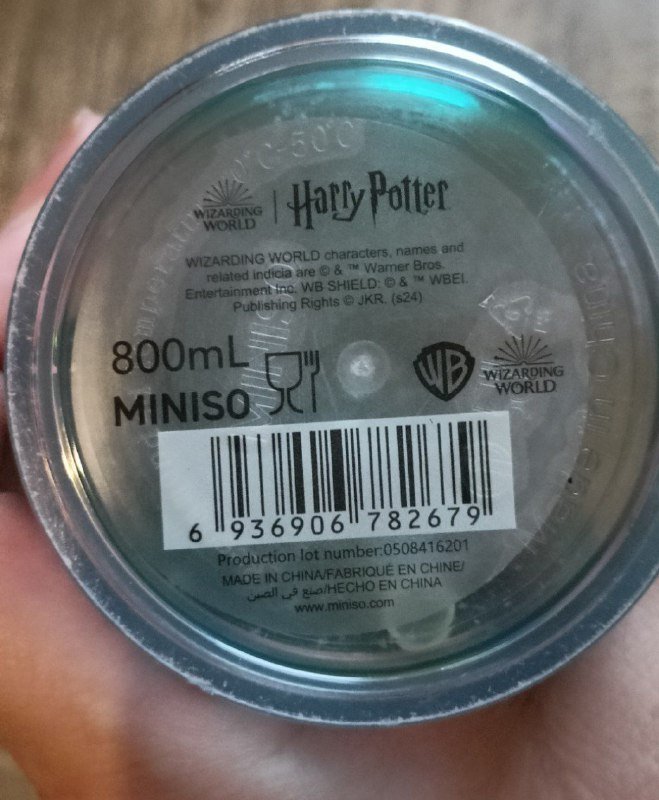 0°C-50°C
WIZARDING
WORLD
Harry Potter
WIZARDING WORLD characters, names and
related indicia are © & ™ Warner Bros.
Entertainment Inc. WB SHIELD: © & ™ WBEI.
Publishing Rights © JKR. (s24)
800mL
MINISO
WB
WIZARDING
WORLD
6 936906 782679
Production lot number:0508416201
MADE IN CHINA/FABRIQUÉ EN CHINE/
صنع في الصين/HECHO EN CHINA
www.miniso.com